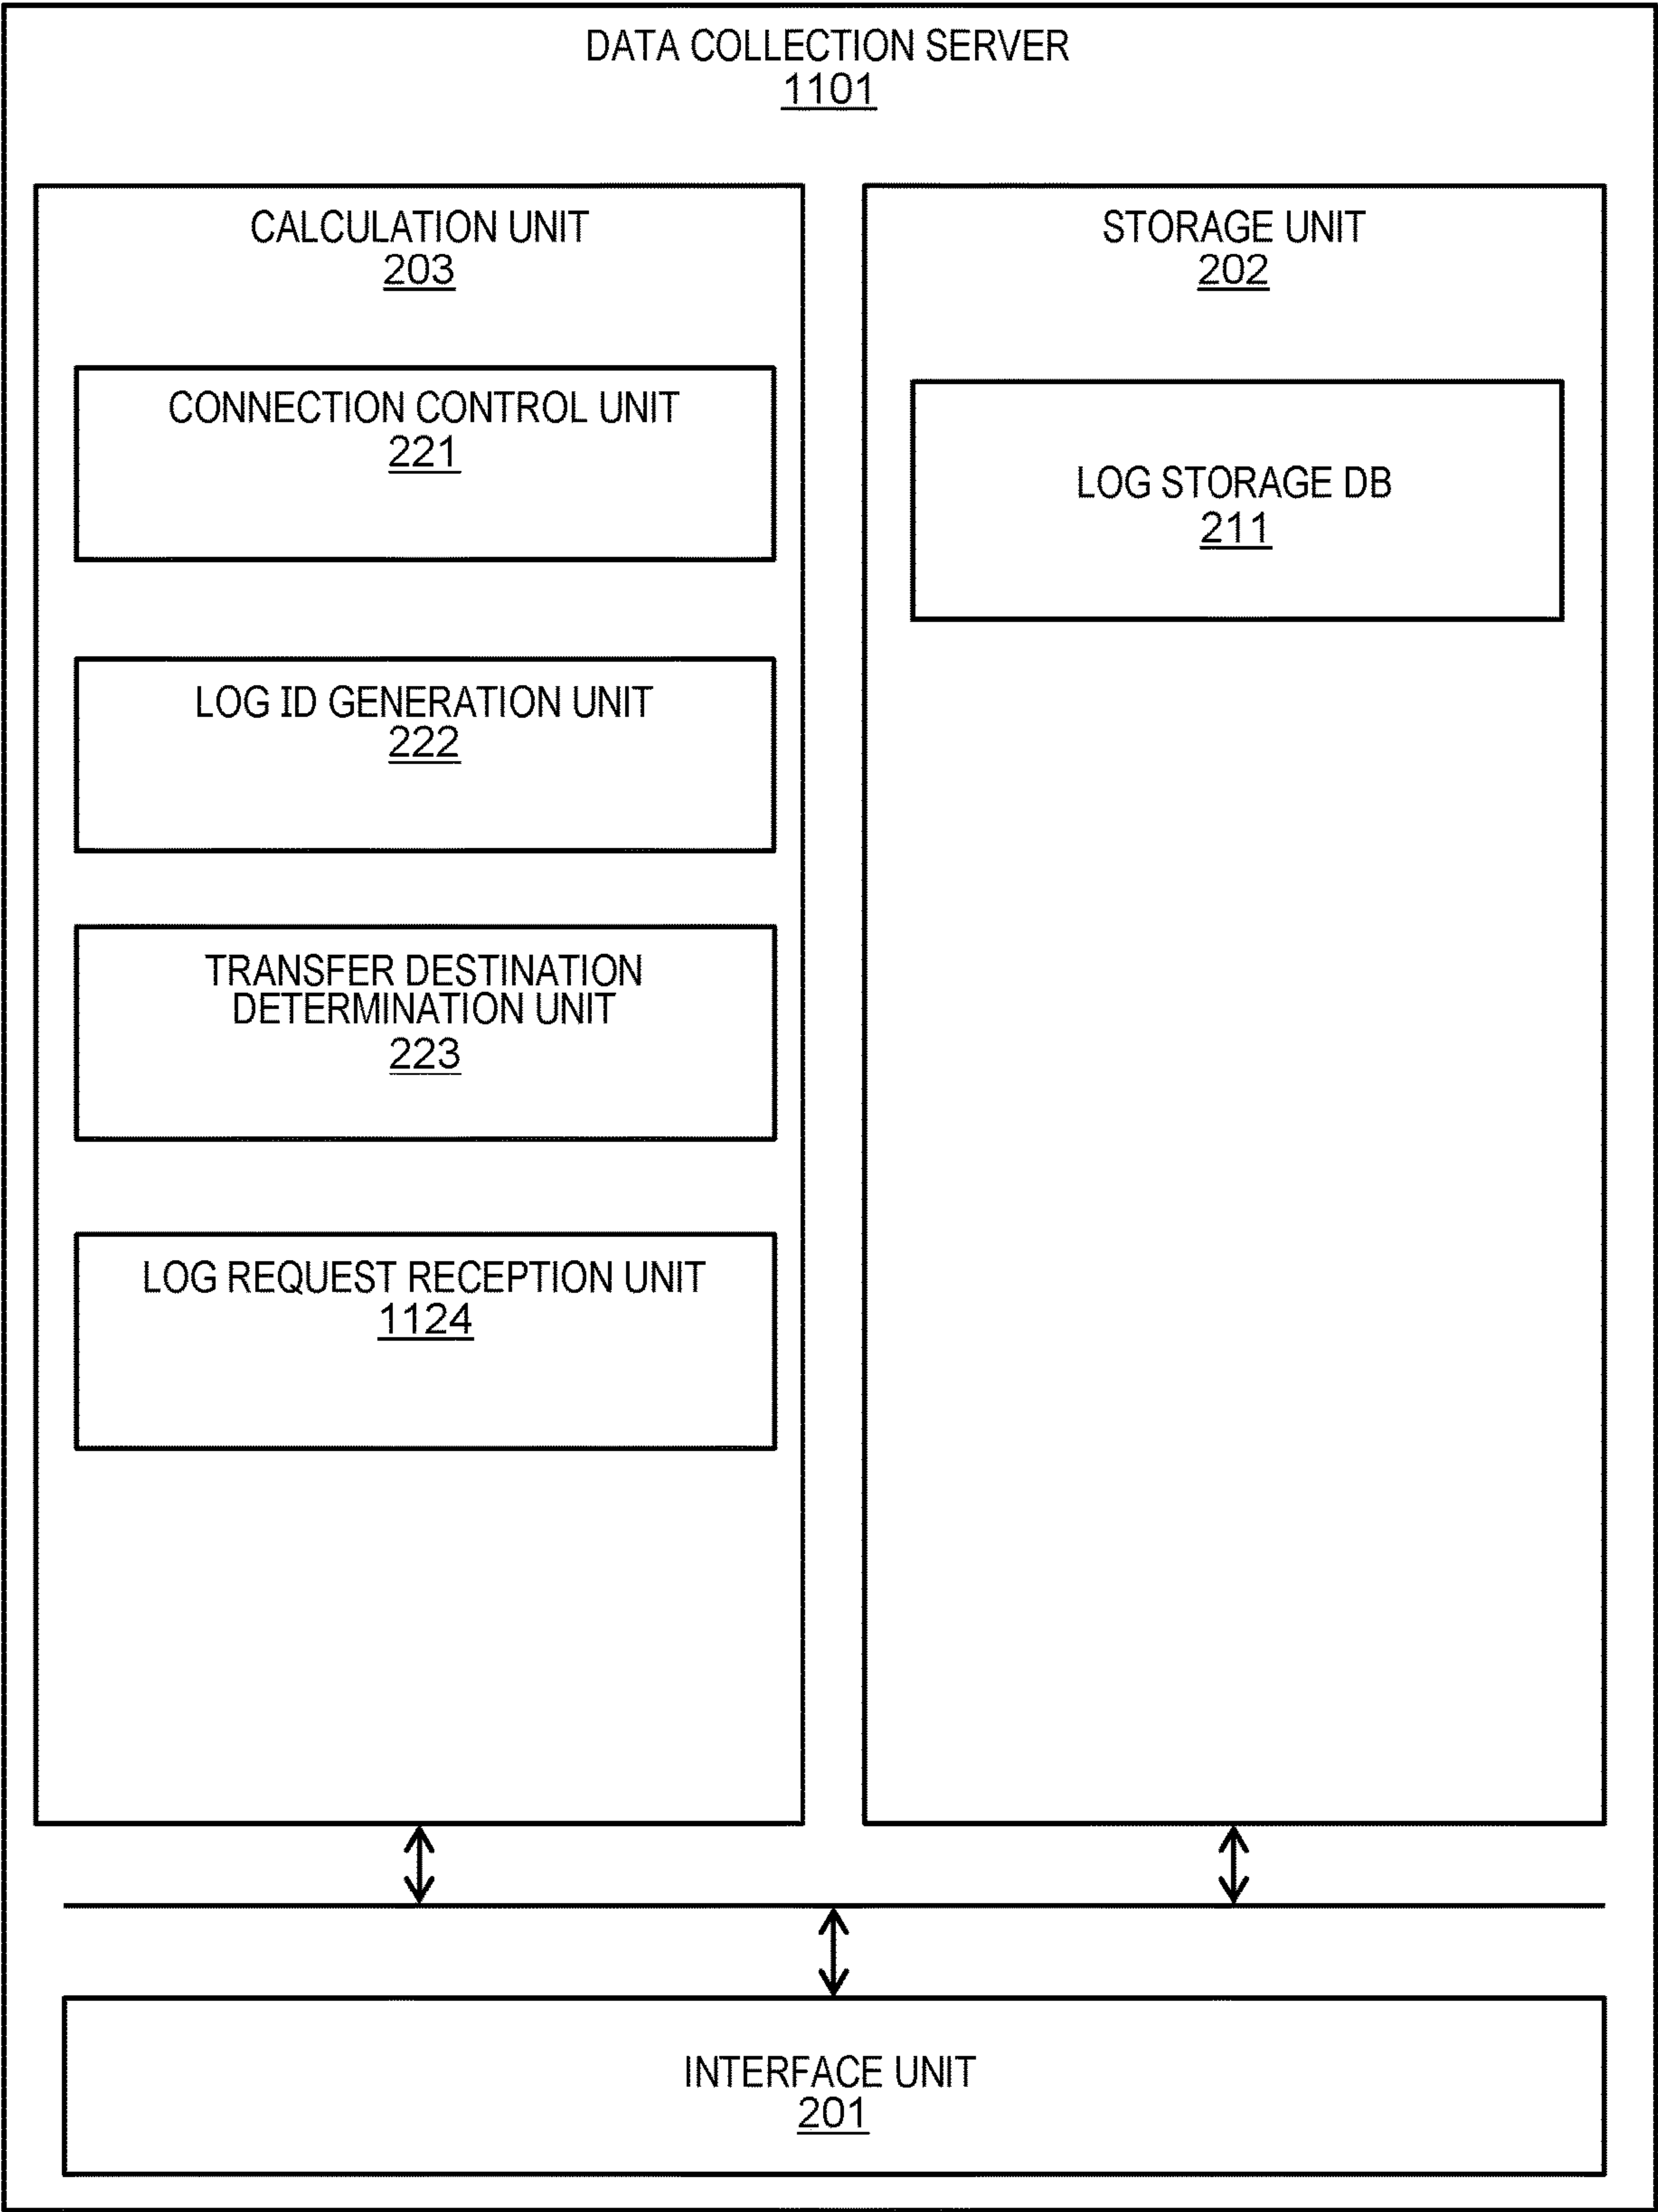 DATA COLLECTION SERVER
1101
CALCULATION UNIT
203
CONNECTION CONTROL UNIT
221
LOG ID GENERATION UNIT
222
TRANSFER DESTINATION
DETERMINATION UNIT
223
LOG REQUEST RECEPTION UNIT
1124
STORAGE UNIT
202
LOG STORAGE DB
211
INTERFACE UNIT
201